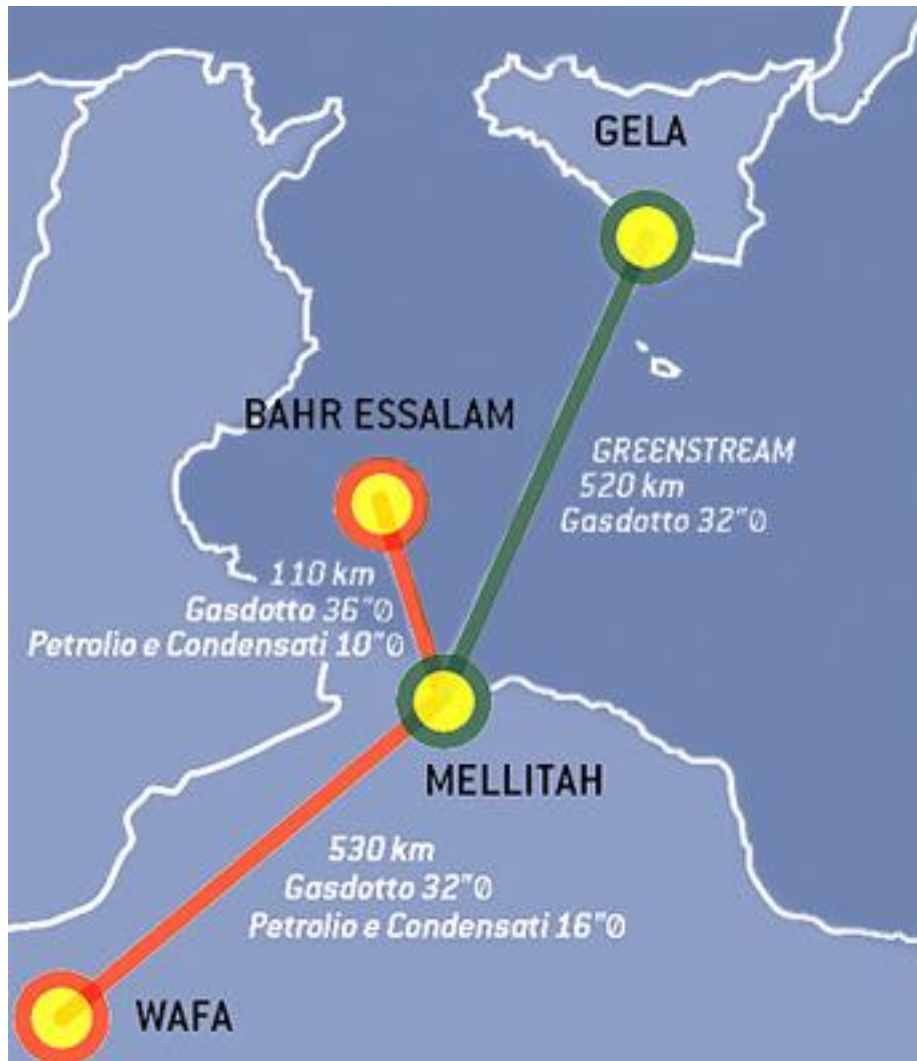 GELA
BAHR ESSALAM
GREENSTREAM
520 km
Gasdotto 32"Ø
110 km
Gasdotto 36"Ø
Petrolio e Condensati 10"Ø
MELLITAH
530 km
Gasdotto 32"Ø
Petrolio e Condensati 16"Ø
WAFA